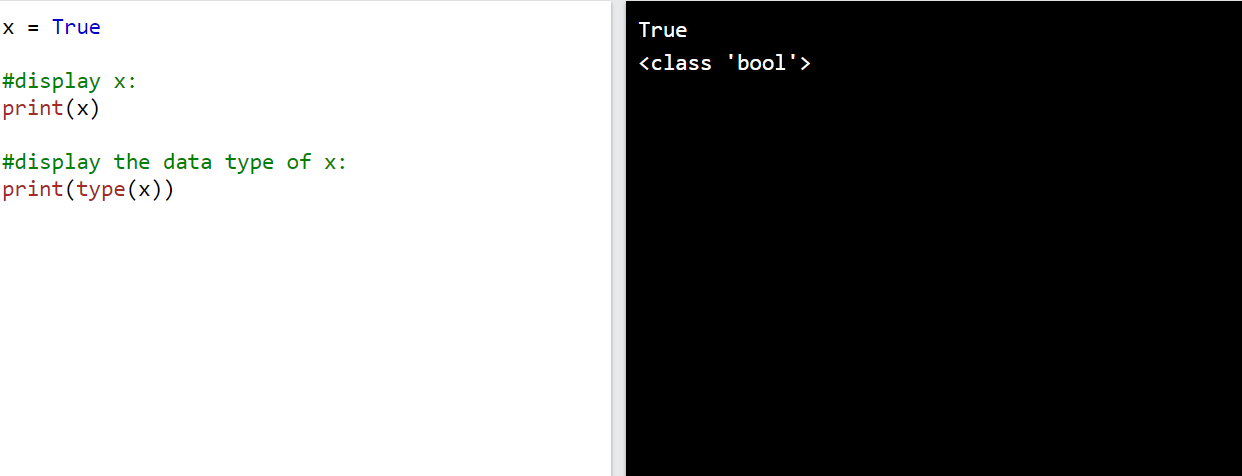 x = True
#display x:
print(x)
#display the data type of x:
print(type(x))
True
<class 'bool'>